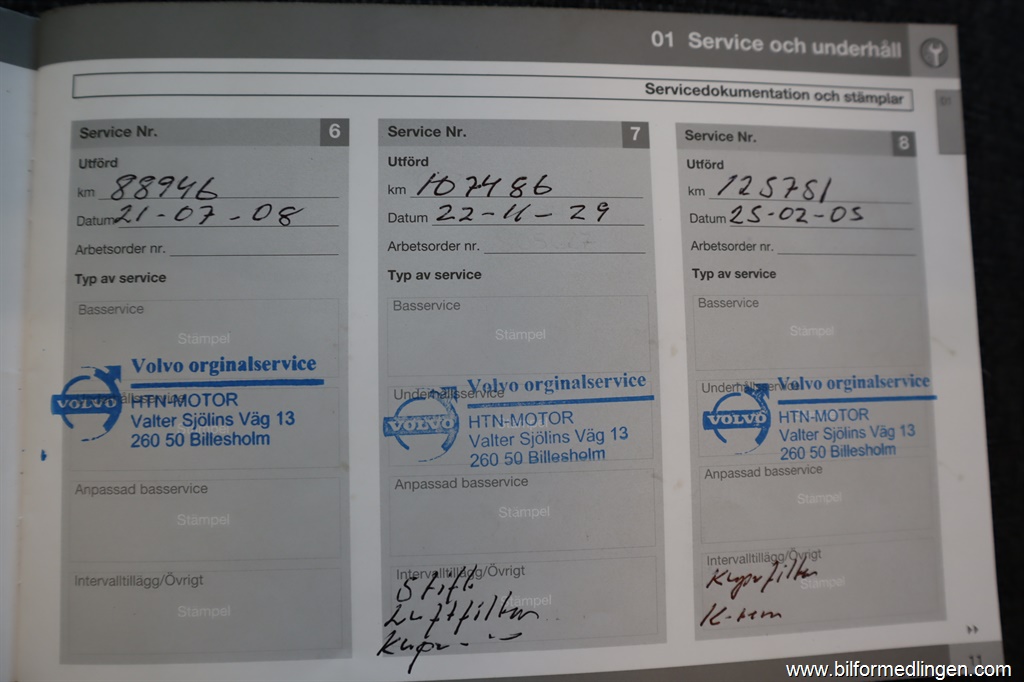 01 Service och underhåll
Servicedokumentation och stämplar
01
Service Nr. 6
Utförd
km 88946
Datum 21-07-08
Arbetsorder nr.
Typ av service
Basservice
Stämpel
Volvo orginalservice
VOLVO
HTN-MOTOR
Valter Sjölins Väg 13
260 50 Billesholm
Anpassad basservice
Stämpel
Intervalltillägg/Övrigt
Stämpel
Service Nr. 7
Utförd
km 107486
Datum 22-11-29
Arbetsorder nr.
Typ av service
Basservice
Stämpel
Underhållsservice
Volvo orginalservice
VOLVO
HTN-MOTOR
Valter Sjölins Väg 13
260 50 Billesholm
Anpassad basservice
Stämpel
Intervalltillägg/Övrigt
Stämpel
Stift
Luftfilter
Kupe - " -
Service Nr. 8
Utförd
km 125781
Datum 25-02-05
Arbetsorder nr.
Typ av service
Basservice
Stämpel
Underhållsservice
Volvo orginalservice
VOLVO
HTN-MOTOR
Valter Sjölins Väg 13
260 50 Billesholm
Anpassad basservice
Stämpel
Intervalltillägg/Övrigt
Stämpel
Kupefilter
K-rem
11
www.bilformedlingen.com